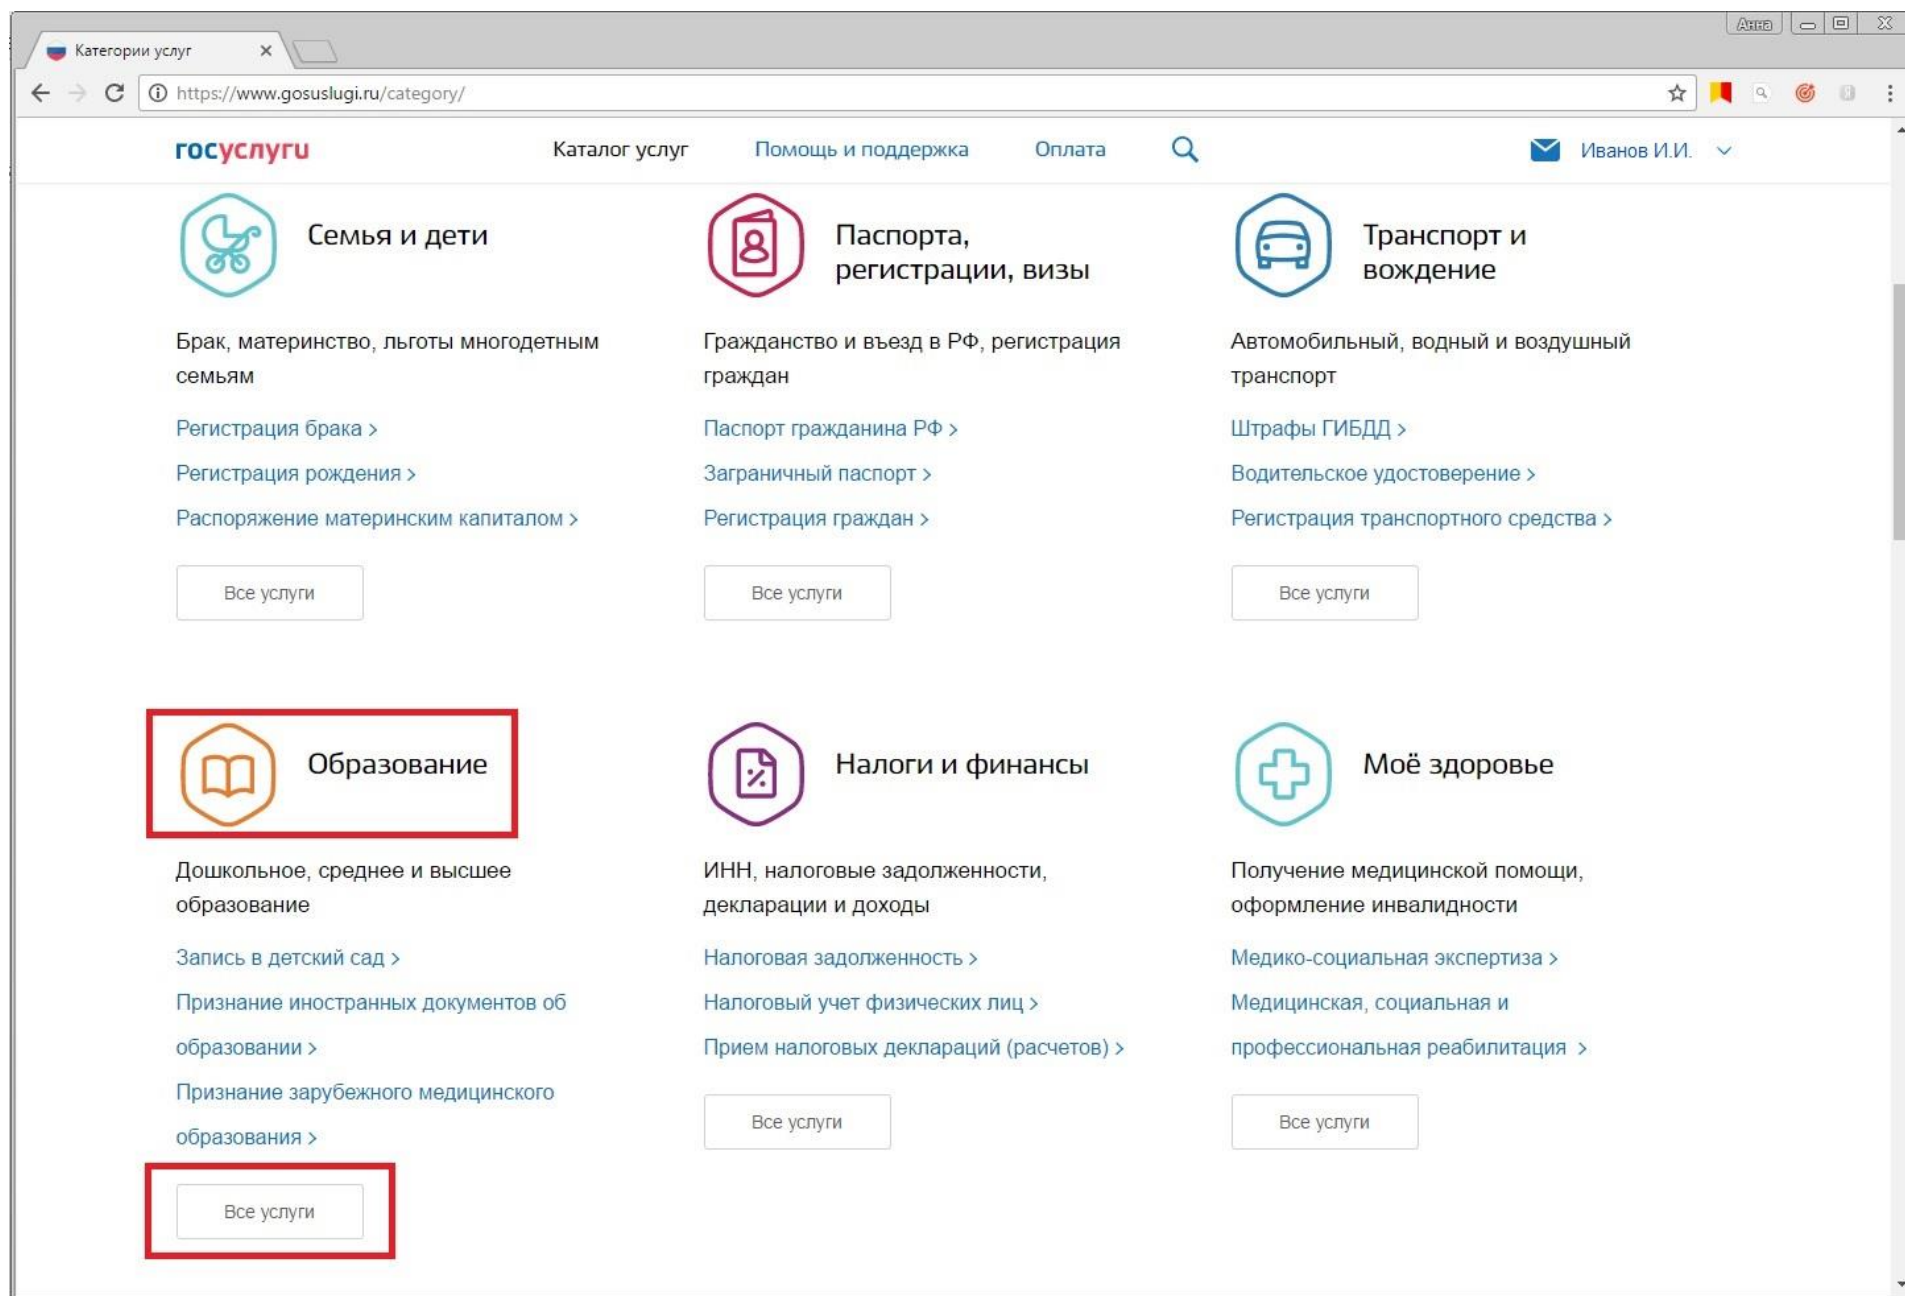 Анна
Категории услуг
https://www.gosuslugi.ru/category/
госуслуги
Каталог услуг
Помощь и поддержка
Оплата
Иванов И.И.
Семья и дети
Брак, материнство, льготы многодетным
семьям
Регистрация брака >
Регистрация рождения >
Распоряжение материнским капиталом >
Все услуги
Паспорта,
регистрации, визы
Гражданство и въезд в РФ, регистрация
граждан
Паспорт гражданина РФ >
Заграничный паспорт >
Регистрация граждан >
Все услуги
Транспорт и
вождение
Автомобильный, водный и воздушный
транспорт
Штрафы ГИБДД >
Водительское удостоверение >
Регистрация транспортного средства >
Все услуги
Образование
Дошкольное, среднее и высшее
образование
Запись в детский сад >
Признание иностранных документов об
образовании >
Признание зарубежного медицинского
образования >
Все услуги
Налоги и финансы
ИНН, налоговые задолженности,
декларации и доходы
Налоговая задолженность >
Налоговый учет физических лиц >
Прием налоговых деклараций (расчетов) >
Все услуги
Моё здоровье
Получение медицинской помощи,
оформление инвалидности
Медико-социальная экспертиза >
Медицинская, социальная и
профессиональная реабилитация >
Все услуги